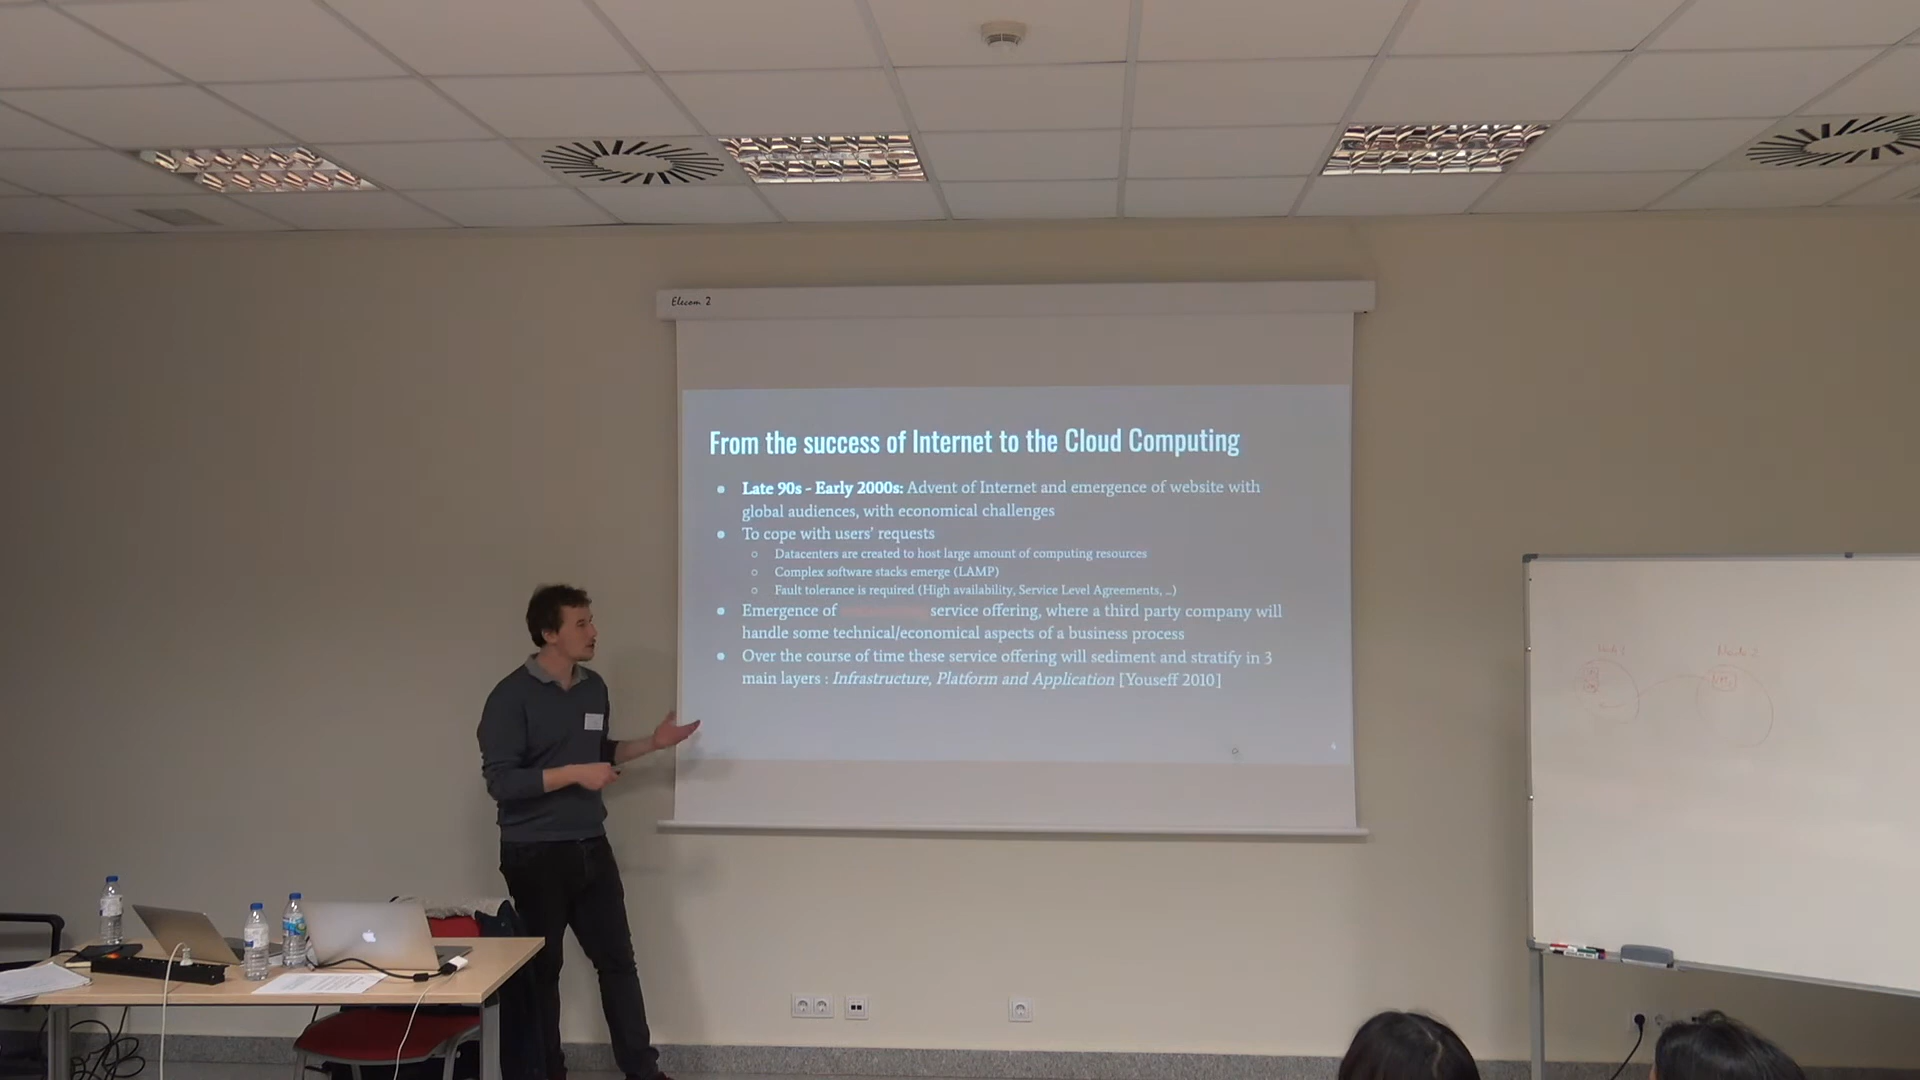 Elecom 2
From the success of Internet to the Cloud Computing
● Late 90s - Early 2000s: Advent of Internet and emergence of website with
global audiences, with economical challenges
● To cope with users' requests
○ Datacenters are created to host large amount of computing resources
○ Complex software stacks emerge (LAMP)
○ Fault tolerance is required (High availability, Service Level Agreements, ...)
● Emergence of service offering, where a third party company will
handle some technical/economical aspects of a business process
● Over the course of time these service offering will sediment and stratify in 3
main layers : Infrastructure, Platform and Application [Youseff 2010]